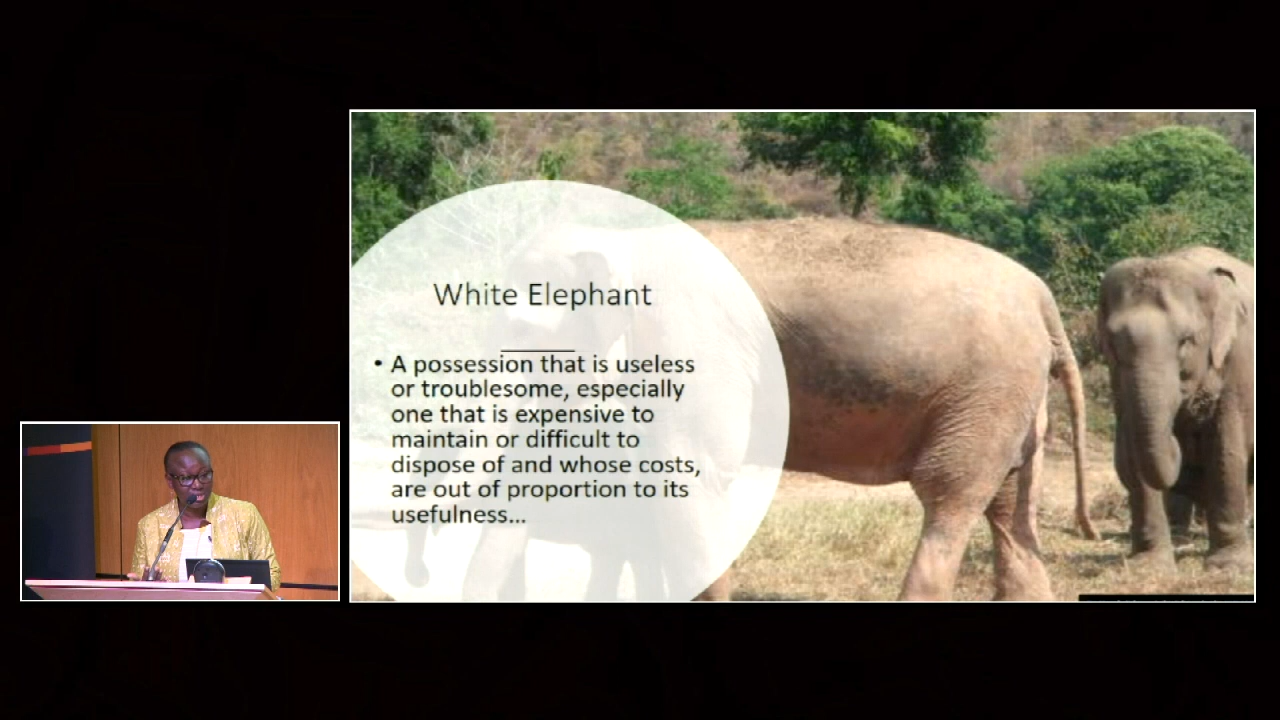 White Elephant
• A possession that is useless
or troublesome, especially
one that is expensive to
maintain or difficult to
dispose of and whose costs,
are out of proportion to its
usefulness...